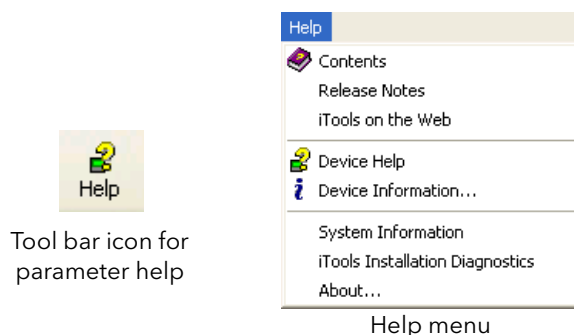 Help
Tool bar icon for
parameter help
Help
Contents
Release Notes
iTools on the Web
Device Help
Device Information...
System Information
iTools Installation Diagnostics
About...
Help menu